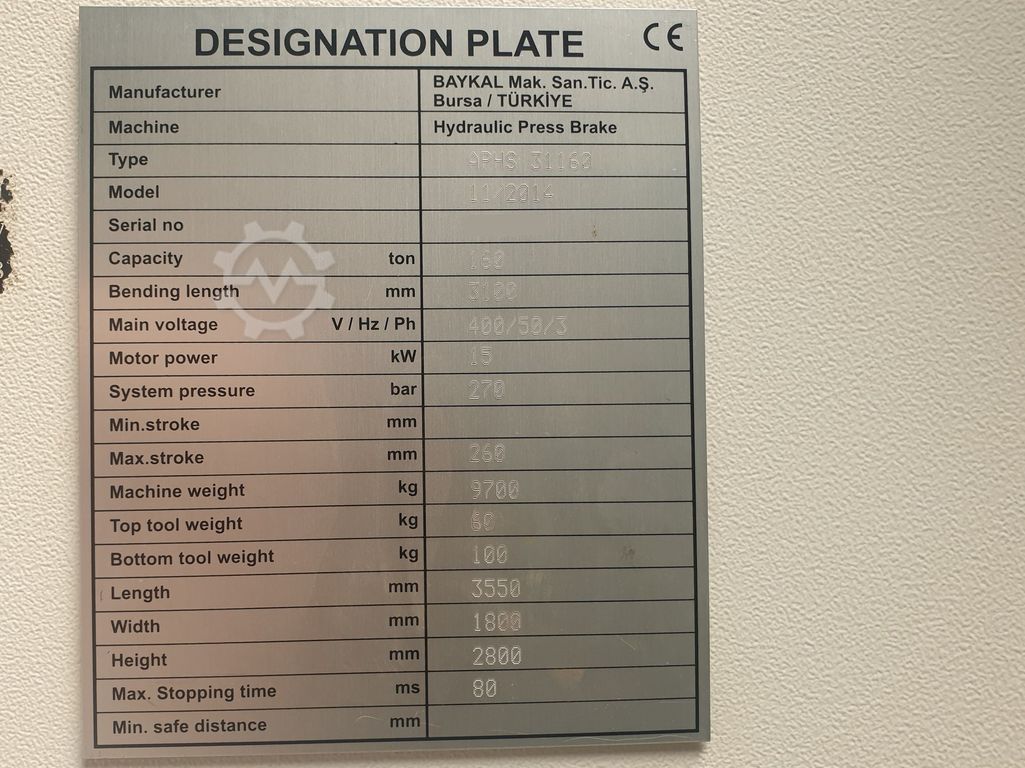 DESIGNATION PLATE CE
Manufacturer BAYKAL Mak. San.Tic. A.Ş.
Bursa / TÜRKİYE
Machine Hydraulic Press Brake
Type APHS 31160
Model 11/2014
Serial no
Capacity ton 160
Bending length mm 3100
Main voltage V / Hz / Ph 400/50/3
Motor power kW 15
System pressure bar 270
Min.stroke mm
Max.stroke mm 260
Machine weight kg 9700
Top tool weight kg 60
Bottom tool weight kg 100
Length mm 3550
Width mm 1800
Height mm 2800
Max. Stopping time ms 80
Min. safe distance mm